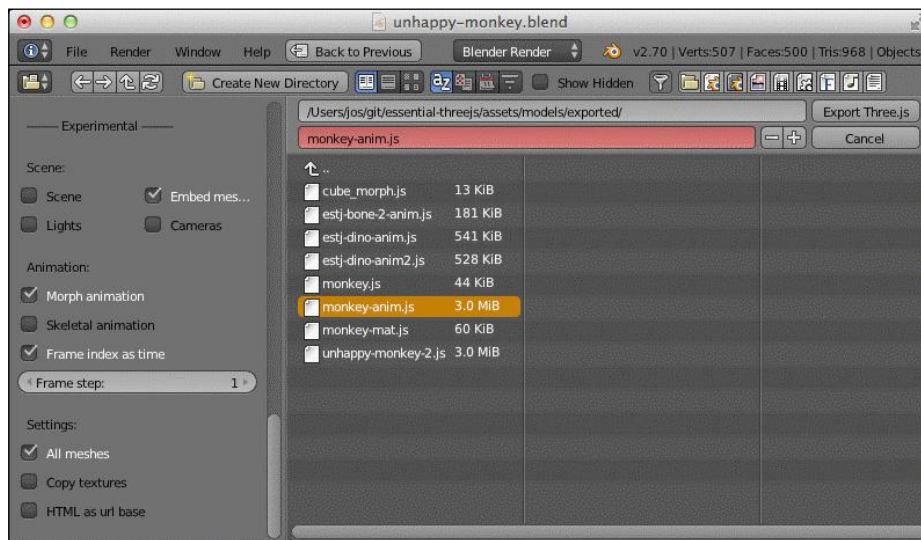 unhappy-monkey.blend
File Render Window Help Back to Previous Blender Render v2.70 | Verts:507 | Faces:500 | Tris:968 | Objects
Create New Directory Show Hidden
/Users/jos/git/essential-threejs/assets/models/exported/ Export Three.js
monkey-anim.js Cancel
-------- Experimental --------
Scene:
Scene Embed mes...
Lights Cameras
Animation:
Morph animation
Skeletal animation
Frame index as time
Frame step: 1
Settings:
All meshes
Copy textures
HTML as url base
..
cube_morph.js 13 KiB
estj-bone-2-anim.js 181 KiB
estj-dino-anim.js 541 KiB
estj-dino-anim2.js 528 KiB
monkey.js 44 KiB
monkey-anim.js 3.0 MiB
monkey-mat.js 60 KiB
unhappy-monkey-2.js 3.0 MiB